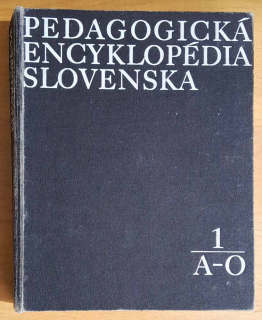 PEDAGOGICKÁ
ENCYKLOPÉDIA
SLOVENSKA
1
A-O